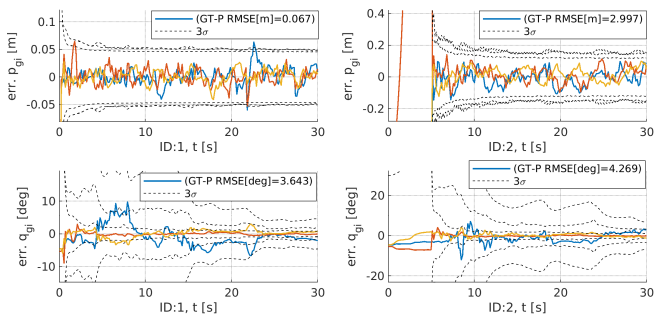 (GT-P RMSE[m]=0.067)
3σ
err. p_gi [m]
0.1
0.05
0
-0.05
0 10 20 30
ID:1, t [s]
(GT-P RMSE[m]=2.997)
3σ
err. p_gi [m]
0.4
0.2
0
-0.2
0 10 20 30
ID:2, t [s]
(GT-P RMSE[deg]=3.643)
3σ
err. q_gi [deg]
10
0
-10
0 10 20 30
ID:1, t [s]
(GT-P RMSE[deg]=4.269)
3σ
err. q_gi [deg]
20
0
-20
0 10 20 30
ID:2, t [s]